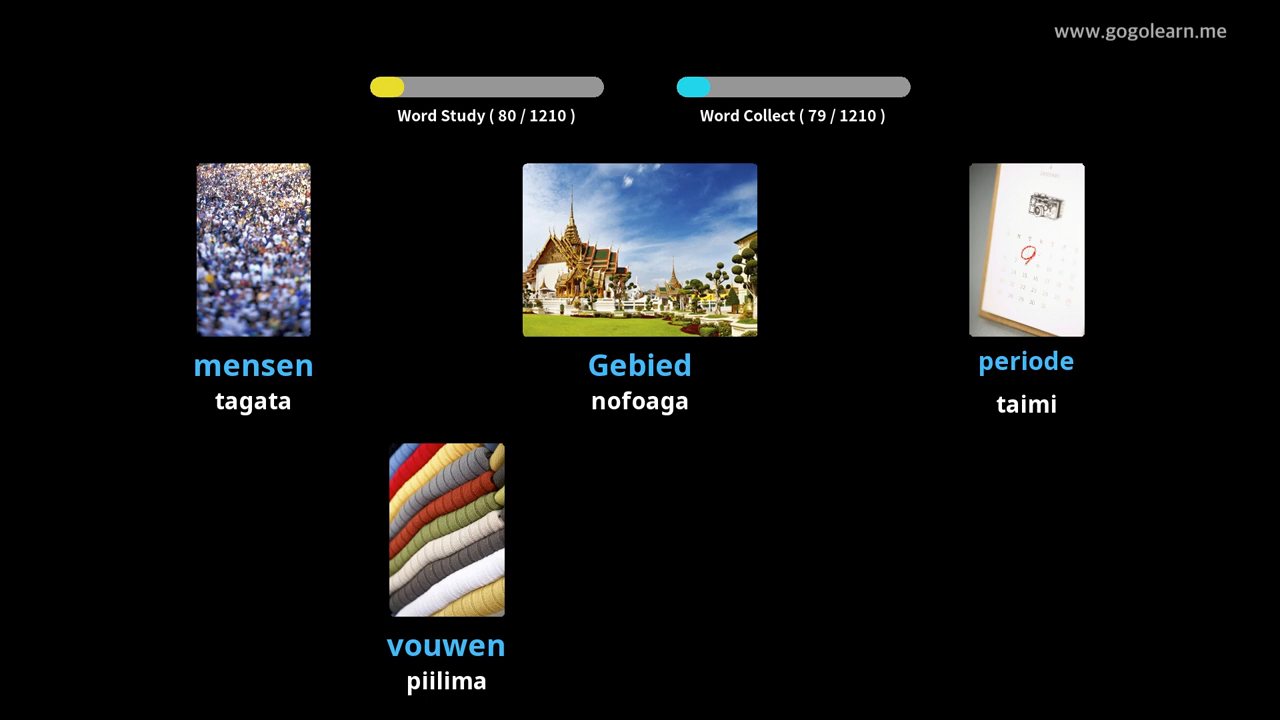 www.gogolearn.me
Word Study ( 80 / 1210 )
Word Collect ( 79 / 1210 )
mensen
tagata
Gebied
nofoaga
periode
taimi
vouwen
piilima